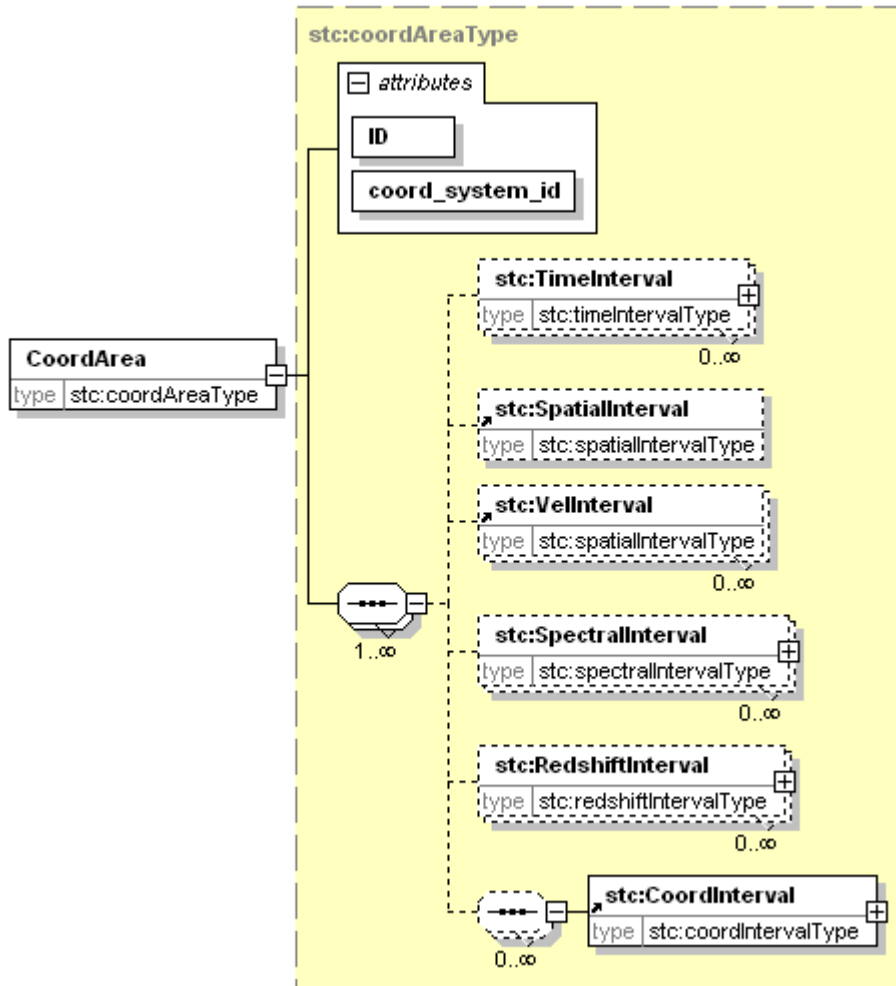 stc:coordAreaType
attributes
ID
coord_system_id
stc:TimeInterval
type stc:timeIntervalType
0..∞
CoordArea
type stc:coordAreaType
stc:SpatialInterval
type stc:spatialIntervalType
stc:VelInterval
type stc:spatialIntervalType
0..∞
1..∞
stc:SpectralInterval
type stc:spectralIntervalType
0..∞
stc:RedshiftInterval
type stc:redshiftIntervalType
0..∞
stc:CoordInterval
type stc:coordIntervalType
0..∞